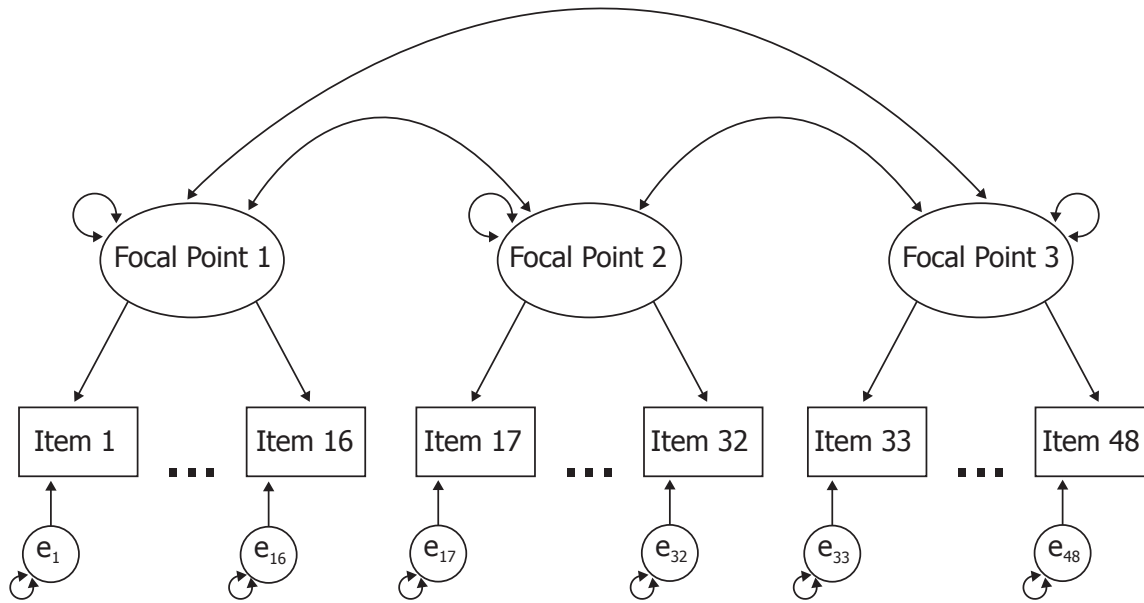 Focal Point 1
Focal Point 2
Focal Point 3
Item 1
Item 16
Item 17
Item 32
Item 33
Item 48
e₁
e₁₆
e₁₇
e₃₂
e₃₃
e₄₈